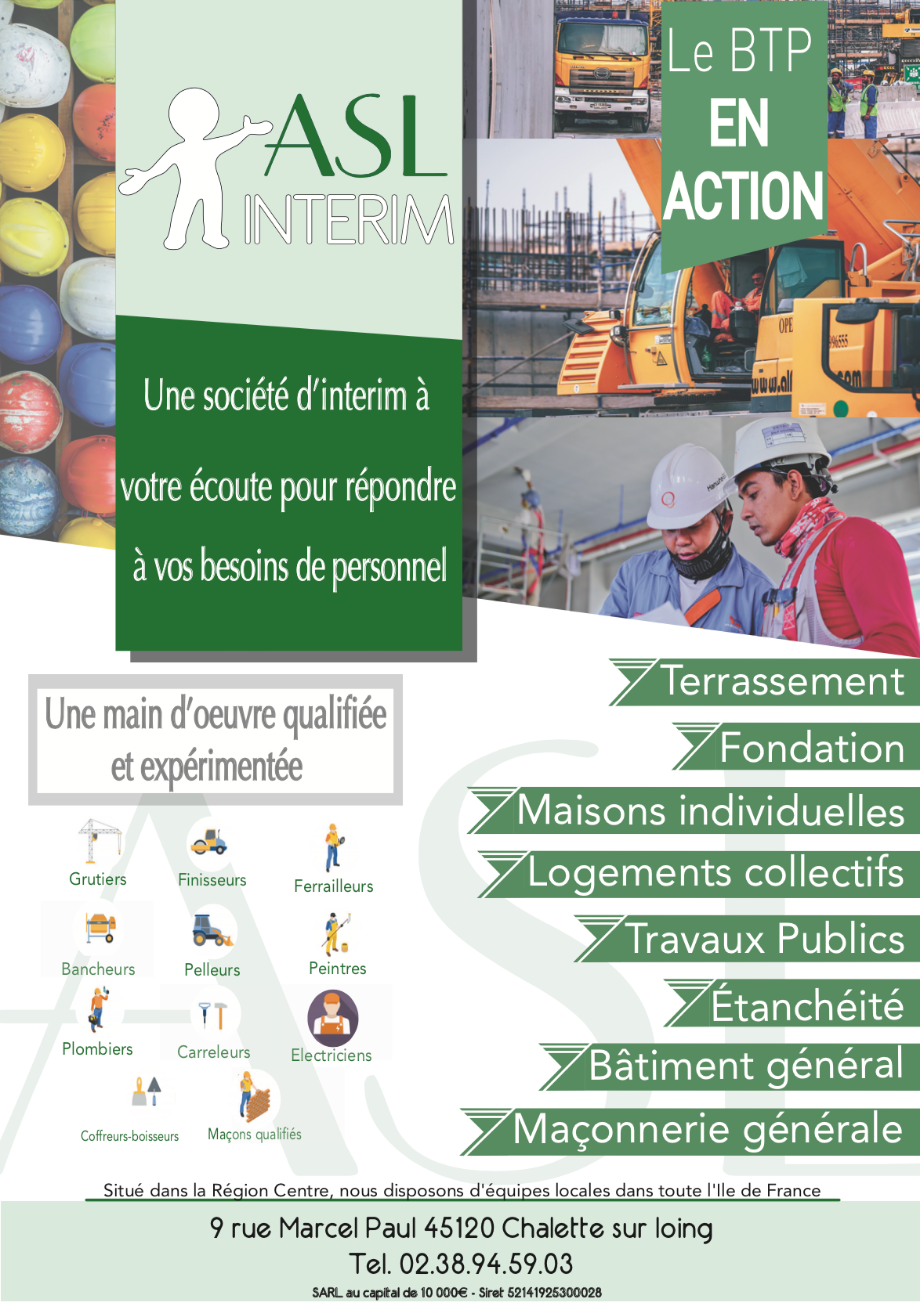 ASL
INTERIM
Le BTP
EN
ACTION
Une société d'interim à
votre écoute pour répondre
à vos besoins de personnel
OPE
Une main d'oeuvre qualifiée
et expérimentée
Grutiers
Finisseurs
Ferrailleurs
Bancheurs
Pelleurs
Peintres
Plombiers
Carreleurs
Electriciens
Coffreurs-boisseurs
Maçons qualifiés
Terrassement
Fondation
Maisons individuelles
Logements collectifs
Travaux Publics
Étanchéité
Bâtiment général
Maçonnerie générale
ASL
Situé dans la Région Centre, nous disposons d'équipes locales dans toute l'Ile de France
9 rue Marcel Paul 45120 Chalette sur loing
Tel. 02.38.94.59.03
SARL au capital de 10 000€ - Siret 52141925300028